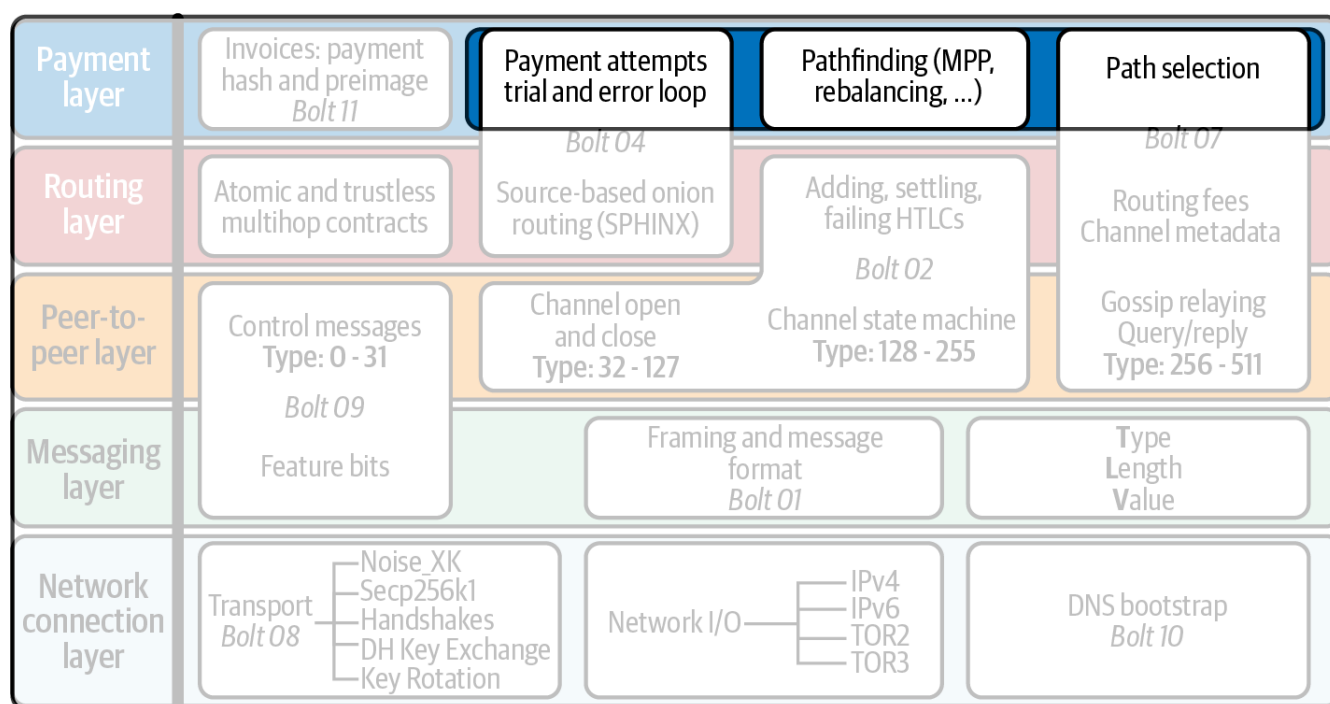 Payment
layer
Invoices: payment
hash and preimage
Bolt 11
Payment attempts
trial and error loop
Pathfinding (MPP,
rebalancing, ...)
Path selection
Bolt 04
Bolt 07
Routing
layer
Atomic and trustless
multihop contracts
Source-based onion
routing (SPHINX)
Adding, settling,
failing HTLCs
Bolt 02
Routing fees
Channel metadata
Peer-to-
peer layer
Control messages
Type: 0 - 31
Bolt 09
Feature bits
Channel open
and close
Type: 32 - 127
Channel state machine
Type: 128 - 255
Gossip relaying
Query/reply
Type: 256 - 511
Messaging
layer
Framing and message
format
Bolt 01
Type
Length
Value
Network
connection
layer
Transport
Bolt 08
Noise_XK
Secp256k1
Handshakes
DH Key Exchange
Key Rotation
Network I/O
IPv4
IPv6
TOR2
TOR3
DNS bootstrap
Bolt 10